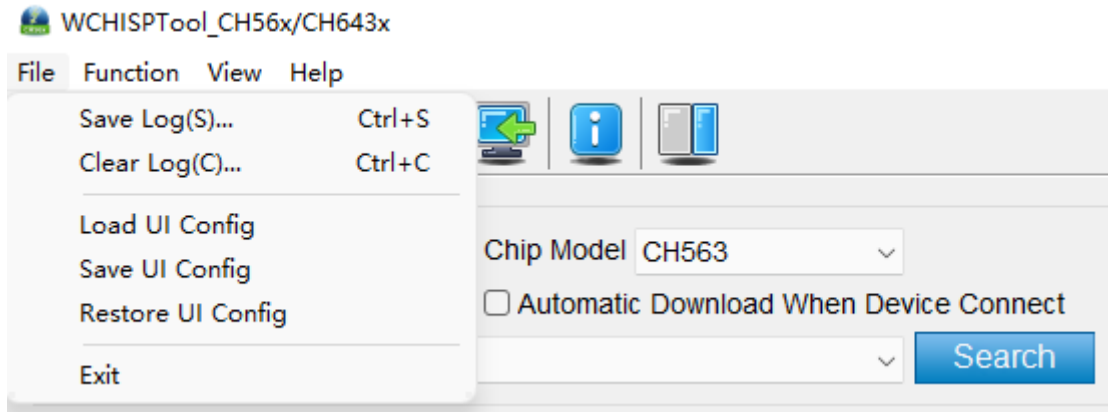 WCHISPTool_CH56x/CH643x
File Function View Help
Save Log(S)... Ctrl+S
Clear Log(C)... Ctrl+C
Load UI Config
Save UI Config
Restore UI Config
Exit
Chip Model CH563
Automatic Download When Device Connect
Search